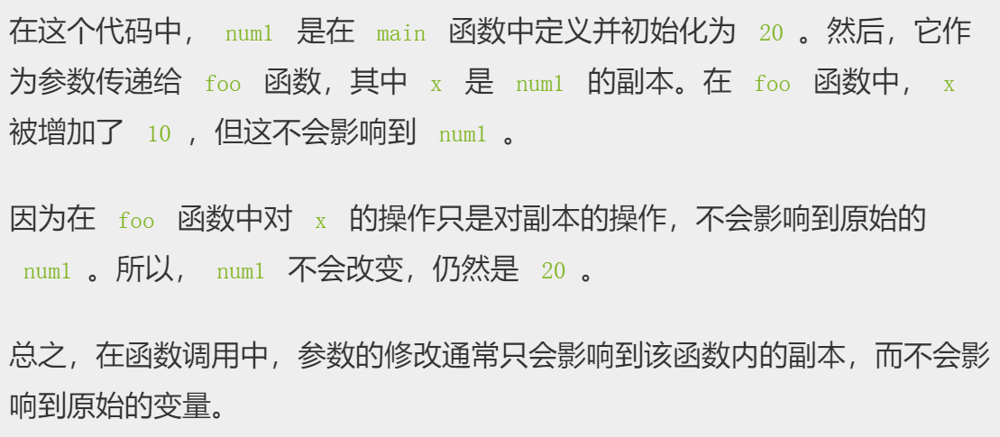 在这个代码中， num1 是在 main 函数中定义并初始化为 20 。然后，它作
为参数传递给 foo 函数，其中 x 是 num1 的副本。在 foo 函数中， x
被增加了 10 ，但这不会影响到 num1 。
因为在 foo 函数中对 x 的操作只是对副本的操作，不会影响到原始的
num1 。所以， num1 不会改变，仍然是 20 。
总之，在函数调用中，参数的修改通常只会影响到该函数内的副本，而不会影
响到原始的变量。